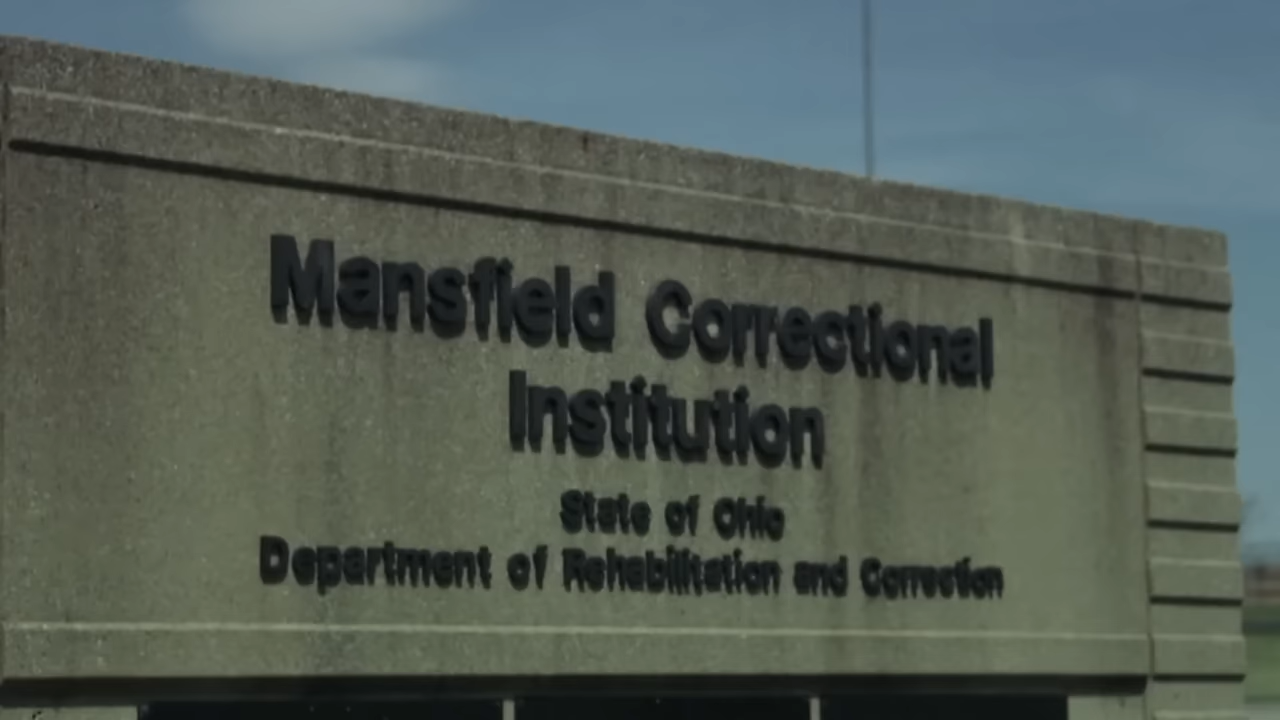 Mansfield Correctional
Institution
State of Ohio
Department of Rehabilitation and Correction